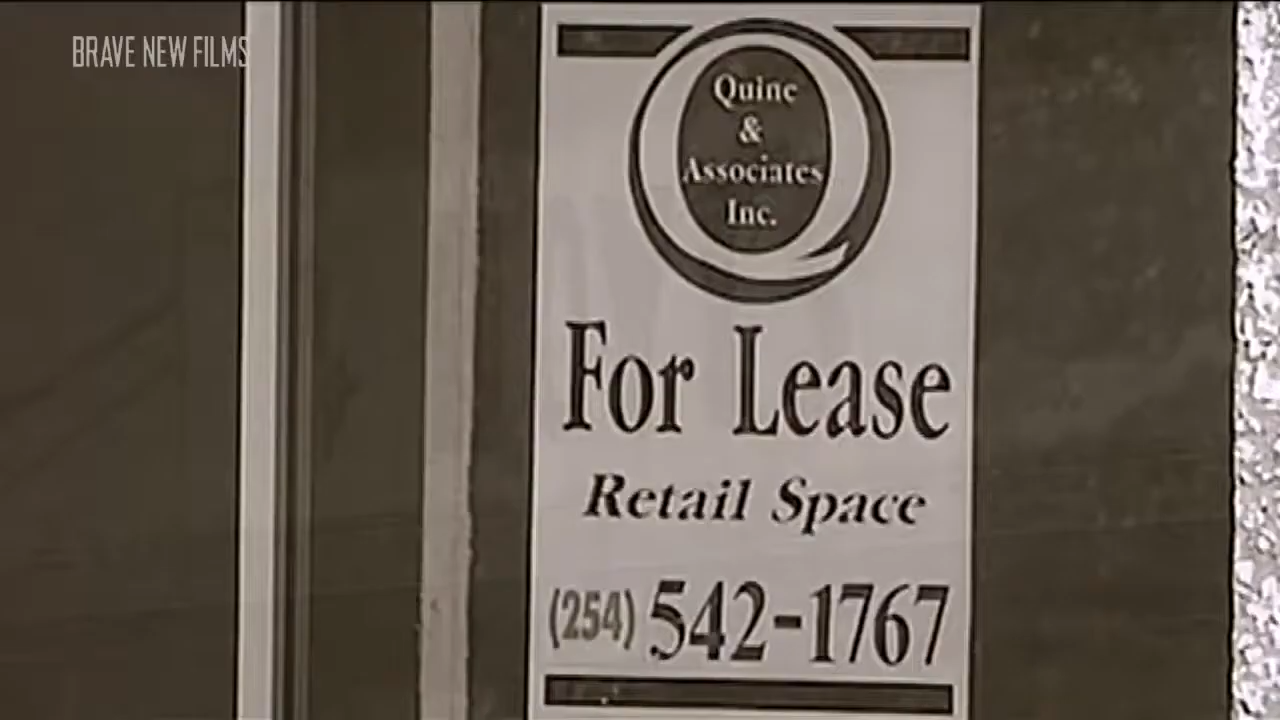 BRAVE NEW FILMS
Quine
&
Associates
Inc.
For Lease
Retail Space
(254) 542-1767